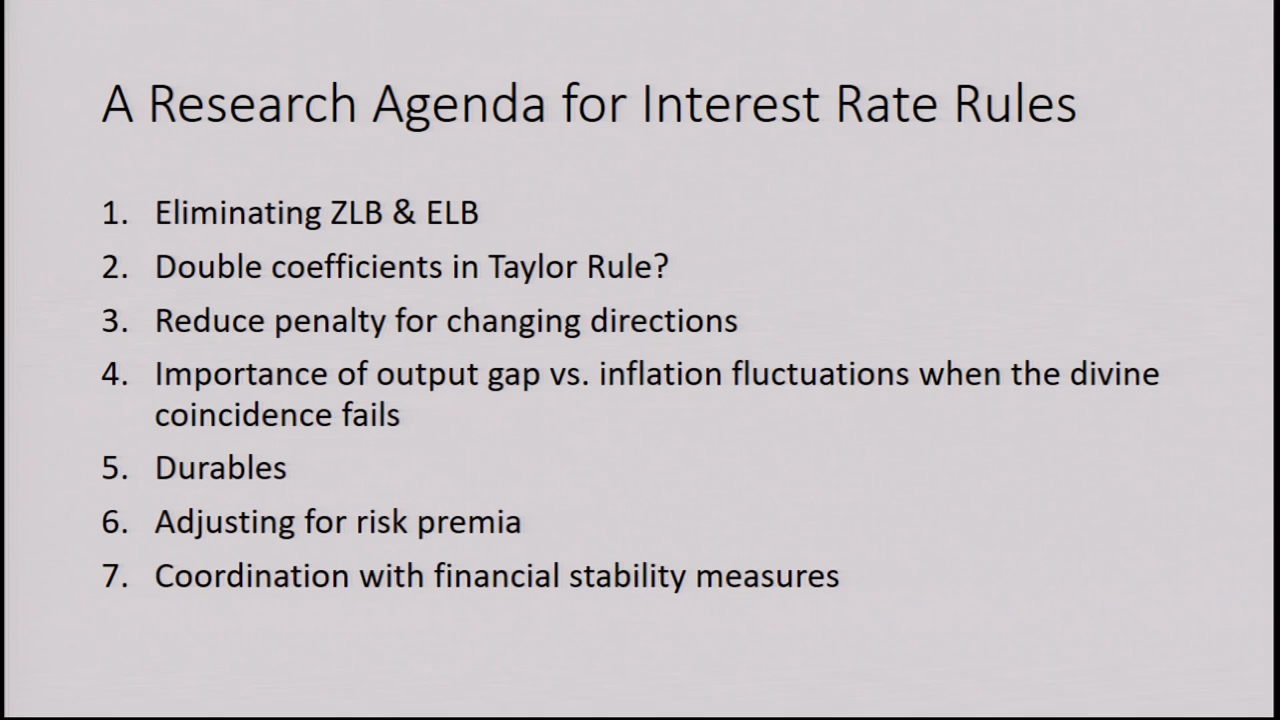 A Research Agenda for Interest Rate Rules
1. Eliminating ZLB & ELB
2. Double coefficients in Taylor Rule?
3. Reduce penalty for changing directions
4. Importance of output gap vs. inflation fluctuations when the divine
coincidence fails
5. Durables
6. Adjusting for risk premia
7. Coordination with financial stability measures